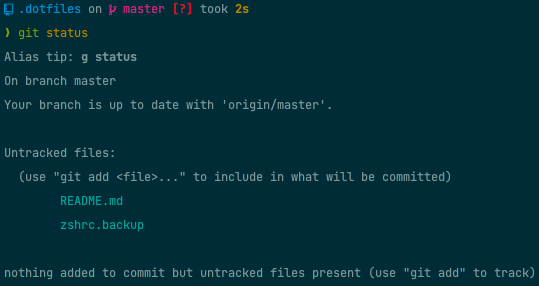 .dotfiles on master [?] took 2s
❯ git status
Alias tip: g status
On branch master
Your branch is up to date with 'origin/master'.
Untracked files:
(use "git add <file>..." to include in what will be committed)
README.md
zshrc.backup
nothing added to commit but untracked files present (use "git add" to track)